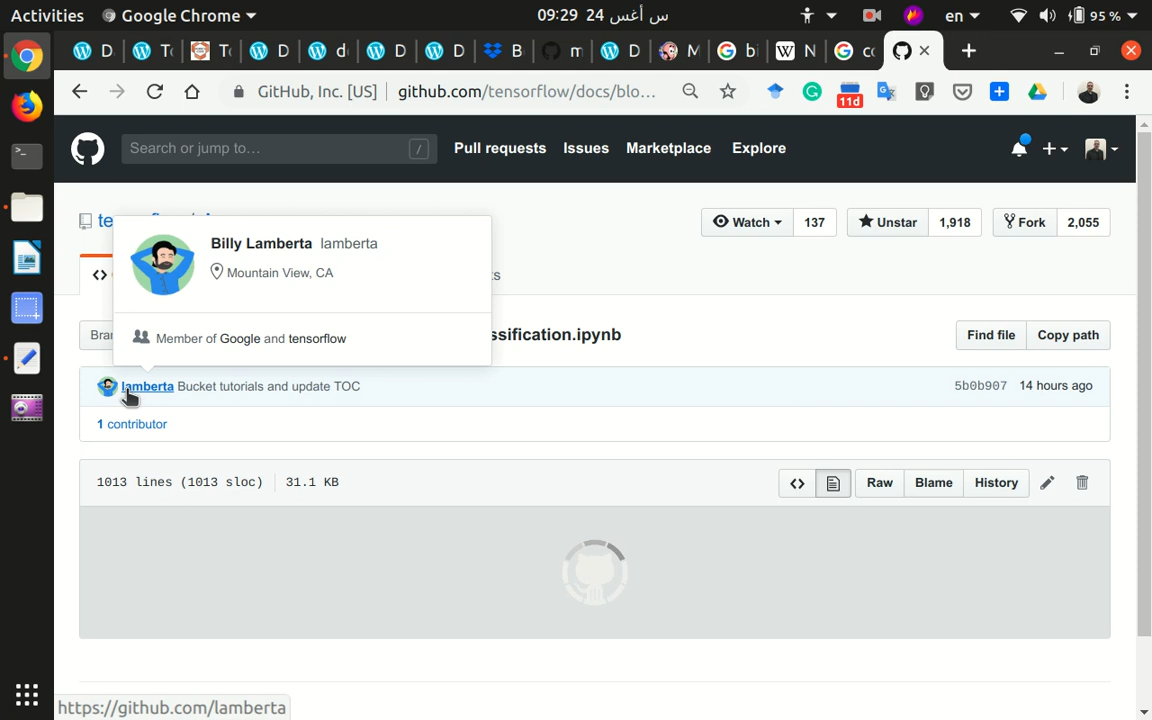 Activities Google Chrome 09:29 س أغس 24 en 95 %
D T T D d D D B m D M G bi W N G c
GitHub, Inc. [US] github.com/tensorflow/docs/blo... 11d
Search or jump to… / Pull requests Issues Marketplace Explore
Watch 137 Unstar 1,918 Fork 2,055
Billy Lamberta lamberta
Mountain View, CA
Member of Google and tensorflow
ssification.ipynb Find file Copy path
lamberta Bucket tutorials and update TOC 5b0b907 14 hours ago
1 contributor
1013 lines (1013 sloc) 31.1 KB Raw Blame History
https://github.com/lamberta